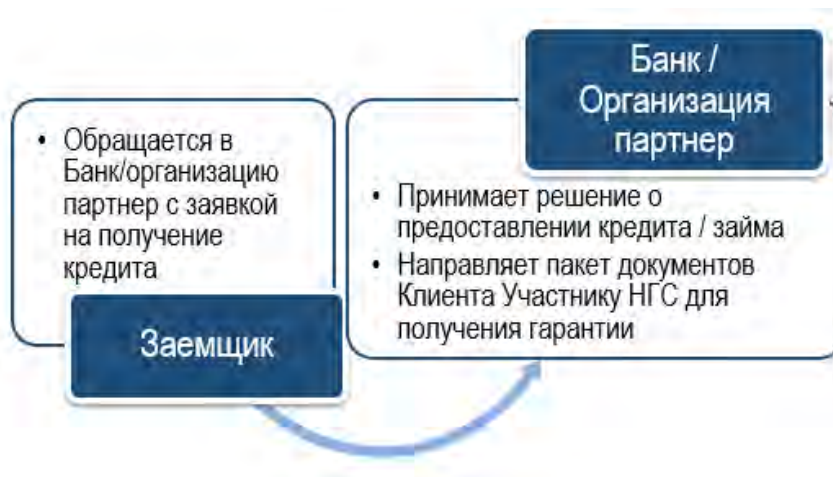 • Обращается в
Банк/организацию
партнер с заявкой
на получение
кредита
Заемщик
Банк /
Организация
партнер
• Принимает решение о
предоставлении кредита / займа
• Направляет пакет документов
Клиента Участнику НГС для
получения гарантии